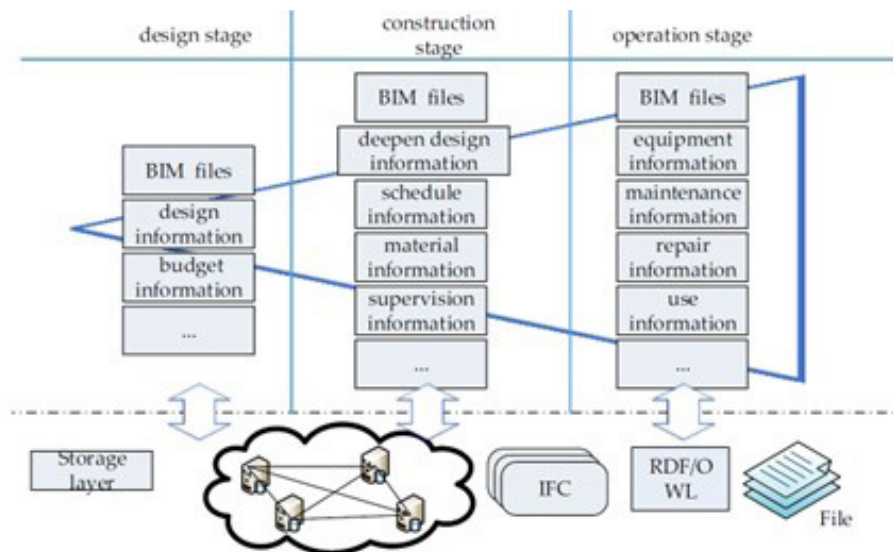 design stage
construction
stage
operation stage
BIM files
design
information
budget
information
...
BIM files
deepen design
information
schedule
information
material
information
supervision
information
...
BIM files
equipment
information
maintenance
information
repair
information
use
information
...
Storage
layer
IFC
RDF/O
WL
File